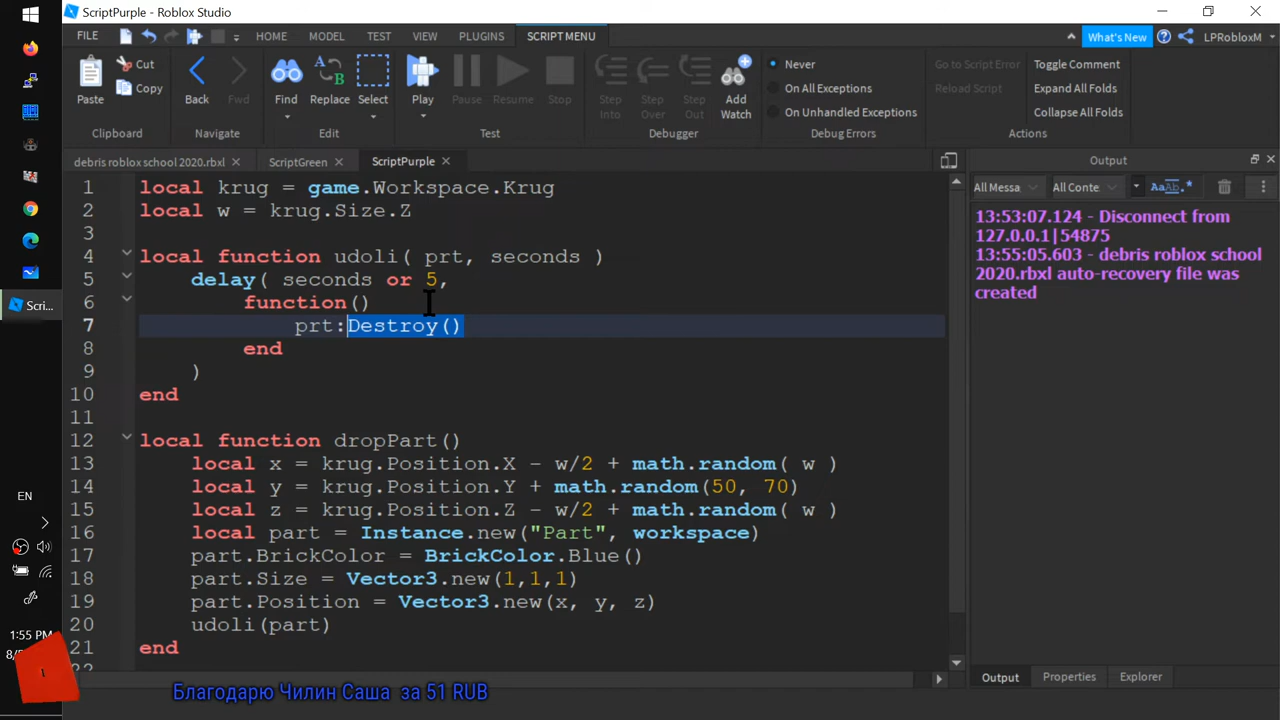 ScriptPurple - Roblox Studio
FILE HOME MODEL TEST VIEW PLUGINS SCRIPT MENU What's New LPRobloxM
Paste Cut Copy Back Fwd Find Replace Select Play Pause Resume Stop Step Into Step Over Step Out Add Watch Never On All Exceptions On Unhandled Exceptions Go to Script Error Reload Script Toggle Comment Expand All Folds Collapse All Folds
Clipboard Navigate Edit Test Debugger Debug Errors Actions
debris roblox school 2020.rbxl ScriptGreen ScriptPurple
1 local krug = game.Workspace.Krug
2 local w = krug.Size.Z
3
4 local function udoli( prt, seconds )
5 delay( seconds or 5,
6 function()
7 prt:Destroy()
8 end
9 )
10 end
11
12 local function dropPart()
13 local x = krug.Position.X - w/2 + math.random( w )
14 local y = krug.Position.Y + math.random(50, 70)
15 local z = krug.Position.Z - w/2 + math.random( w )
16 local part = Instance.new("Part", workspace)
17 part.BrickColor = BrickColor.Blue()
18 part.Size = Vector3.new(1,1,1)
19 part.Position = Vector3.new(x, y, z)
20 udoli(part)
21 end
Output
All Messa All Conte AaAb.*
13:53:07.124 - Disconnect from
127.0.0.1|54875
13:55:05.603 - debris roblox school
2020.rbxl auto-recovery file was
created
Output Properties Explorer
Scri...
EN
1:55 PM
Благодарю Чилин Саша за 51 RUB